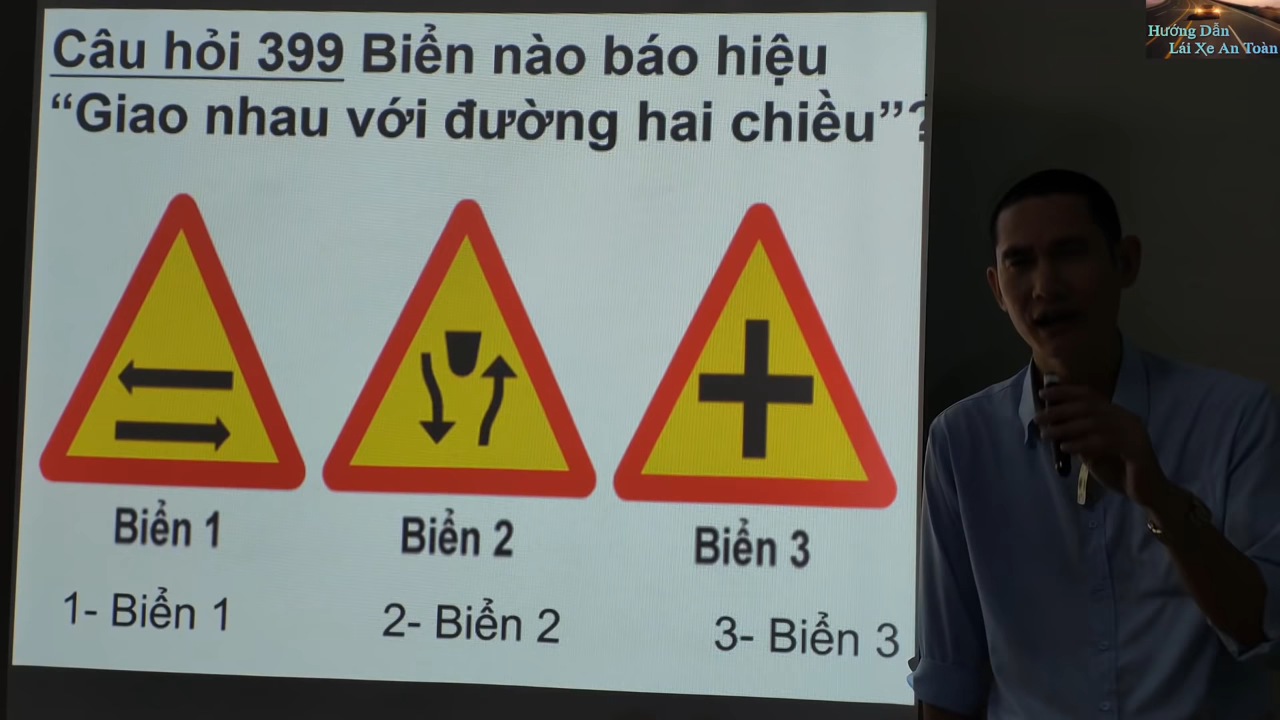 Hướng Dẫn
Lái Xe An Toàn
Câu hỏi 399 Biển nào báo hiệu
“Giao nhau với đường hai chiều”?
Biển 1
Biển 2
Biển 3
1- Biển 1
2- Biển 2
3- Biển 3